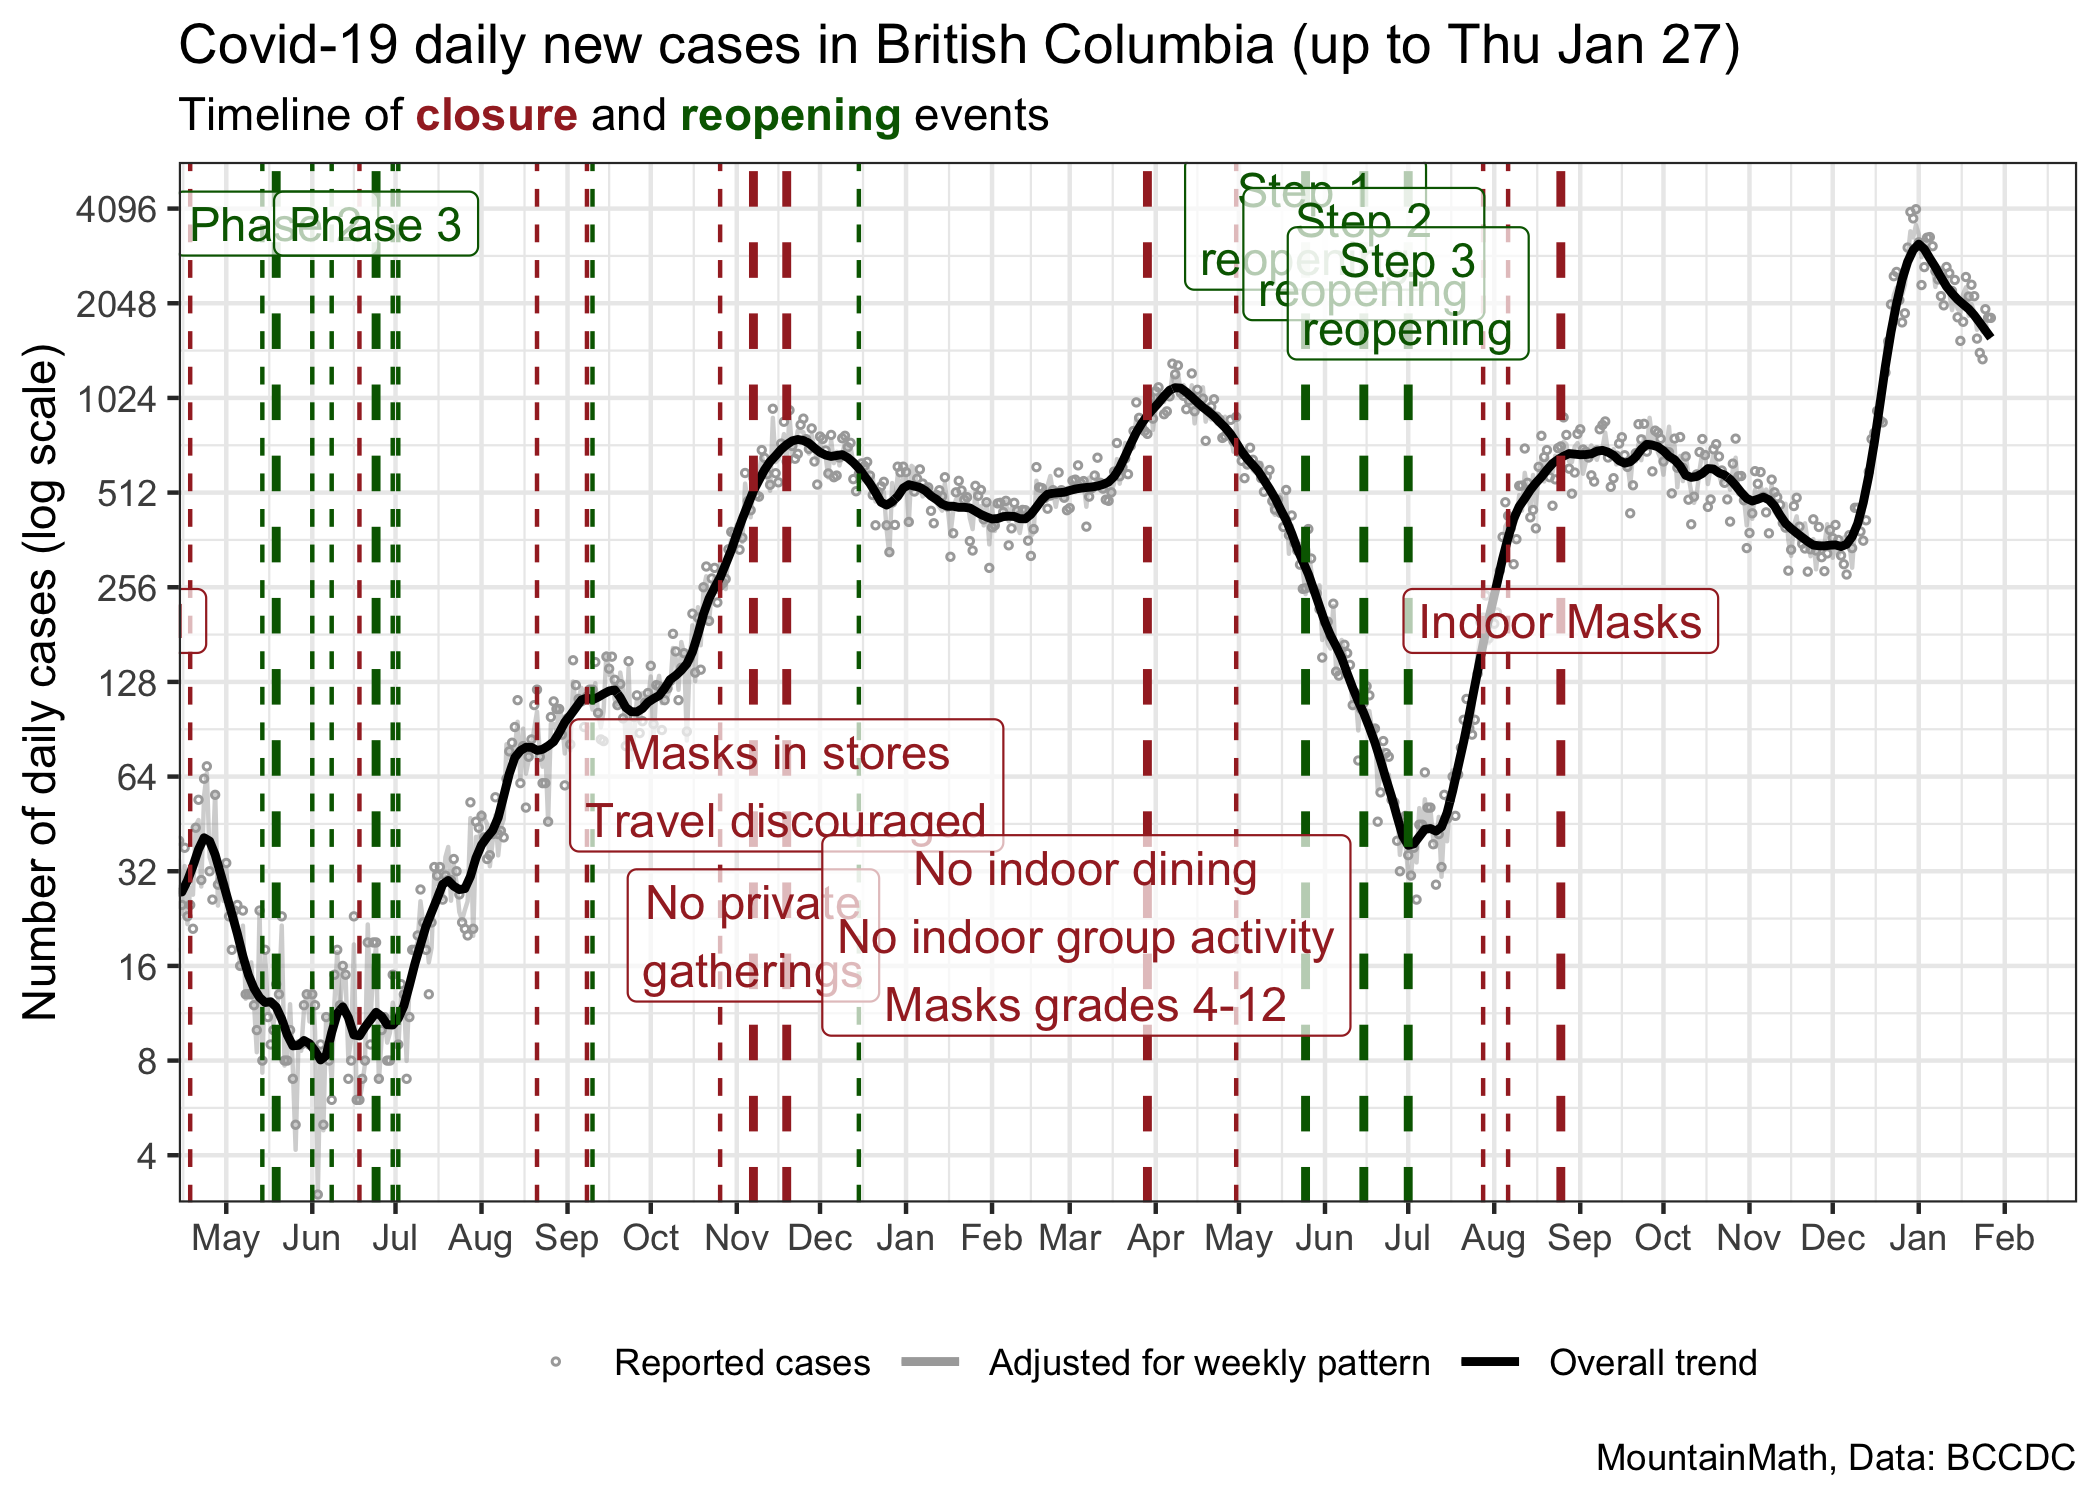 Covid-19 daily new cases in British Columbia (up to Thu Jan 27)
Timeline of closure and reopening events
Number of daily cases (log scale)
4096
2048
1024
512
256
128
64
32
16
8
4
Phase 2
Phase 3
Step 1
reopening
Step 2
reopening
Step 3
reopening
Indoor Masks
Masks in stores
Travel discouraged
No private
gatherings
No indoor dining
No indoor group activity
Masks grades 4-12
May Jun Jul Aug Sep Oct Nov Dec Jan Feb Mar Apr May Jun Jul Aug Sep Oct Nov Dec Jan Feb
Reported cases Adjusted for weekly pattern Overall trend
MountainMath, Data: BCCDC